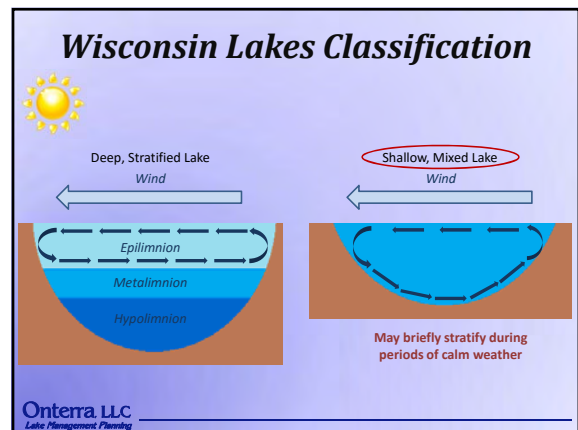 Wisconsin Lakes Classification
Deep, Stratified Lake
Wind
Epilimnion
Metalimnion
Hypolimnion
Shallow, Mixed Lake
Wind
May briefly stratify during
periods of calm weather
Onterra LLC
Lake Management Planning